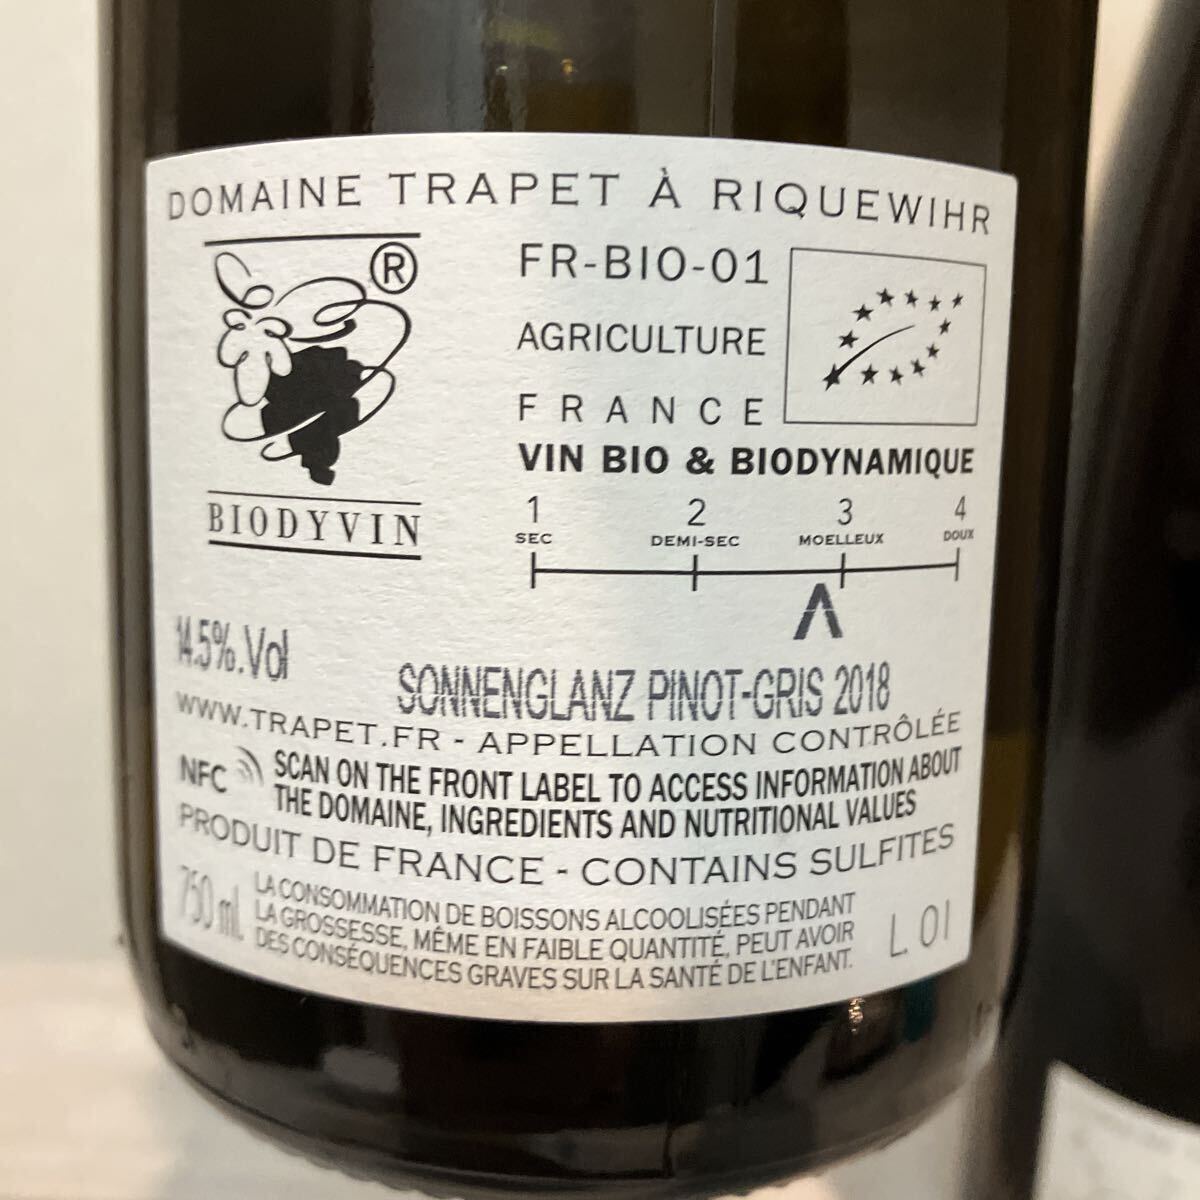 DOMAINE TRAPET À RIQUEWIHR
®
BIODYVIN
FR-BIO-01
AGRICULTURE
FRANCE
VIN BIO & BIODYNAMIQUE
1 2 3 4
SEC DEMI-SEC MOELLEUX DOUX
14.5%.Vol
SONNENGLANZ PINOT-GRIS 2018
WWW.TRAPET.FR - APPELLATION CONTRÔLÉE
NFC SCAN ON THE FRONT LABEL TO ACCESS INFORMATION ABOUT
THE DOMAINE, INGREDIENTS AND NUTRITIONAL VALUES
PRODUIT DE FRANCE - CONTAINS SULFITES
750 ml
LA CONSOMMATION DE BOISSONS ALCOOLISÉES PENDANT
LA GROSSESSE, MÊME EN FAIBLE QUANTITÉ, PEUT AVOIR
DES CONSÉQUENCES GRAVES SUR LA SANTÉ DE L'ENFANT.
L 01